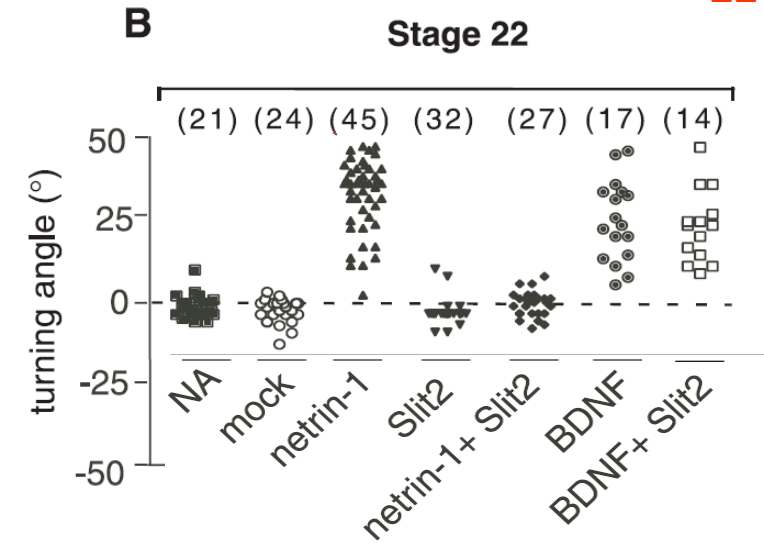 B
Stage 22
(21) (24) (45) (32) (27) (17) (14)
turning angle (°)
50
25
0
-25
-50
NA
mock
netrin-1
Slit2
netrin-1+ Slit2
BDNF
BDNF+ Slit2